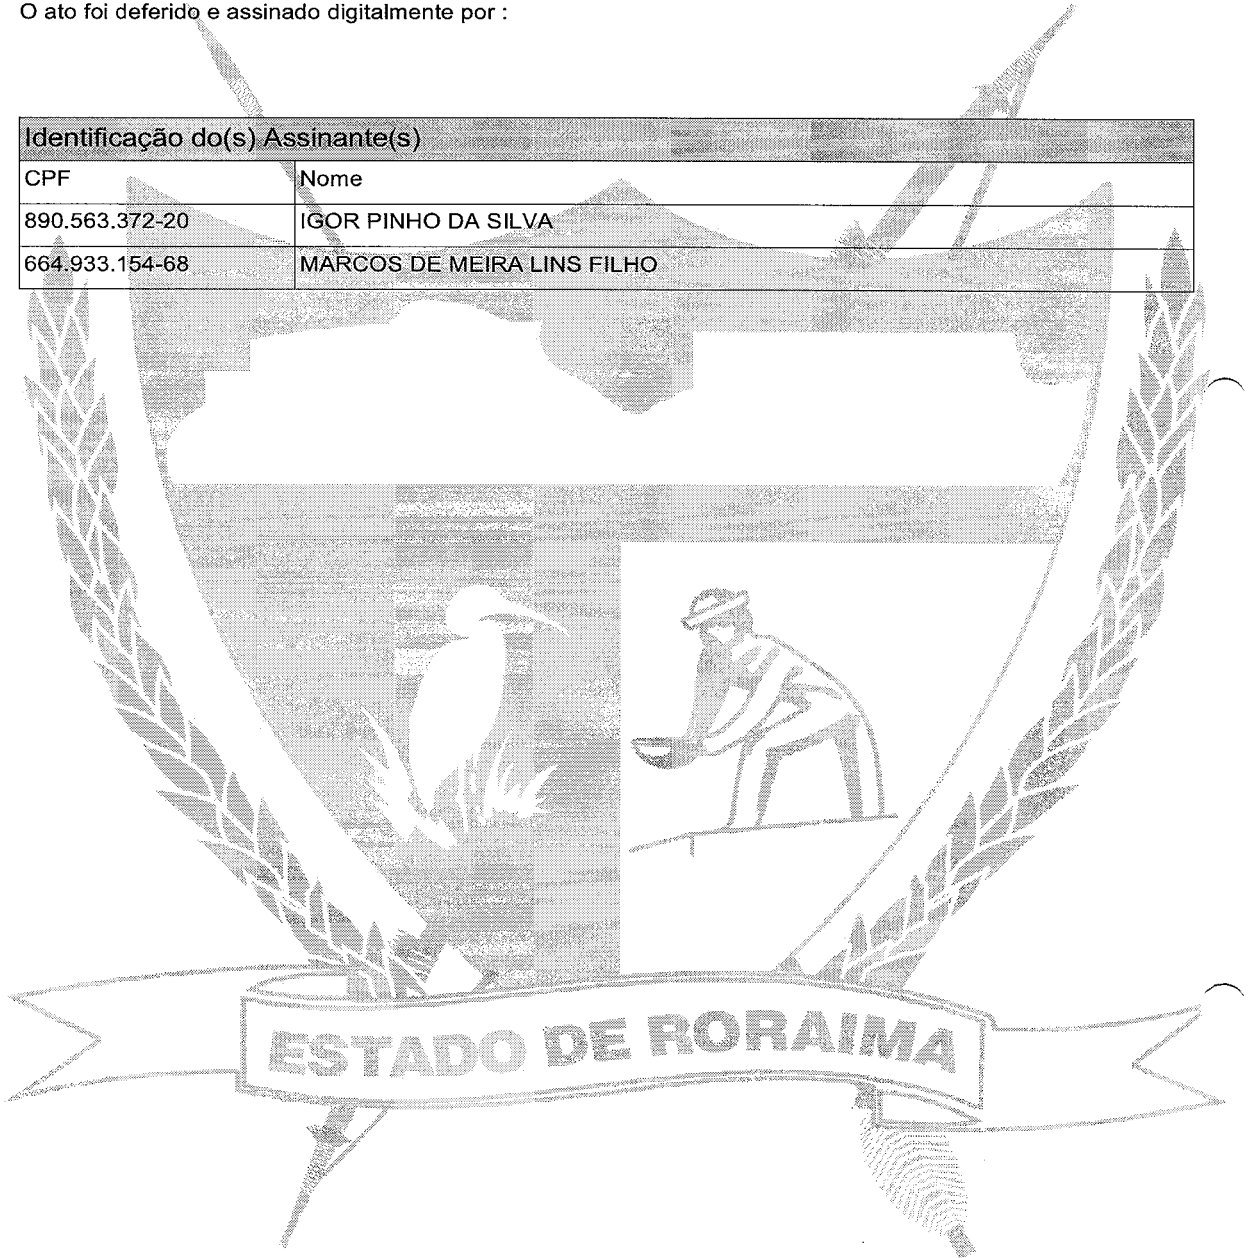 O ato foi deferido e assinado digitalmente por :
Identificação do(s) Assinante(s)
CPF Nome
890.563.372-20 IGOR PINHO DA SILVA
664.933.154-68 MARCOS DE MEIRA LINS FILHO
ESTADO DE RORAIMA